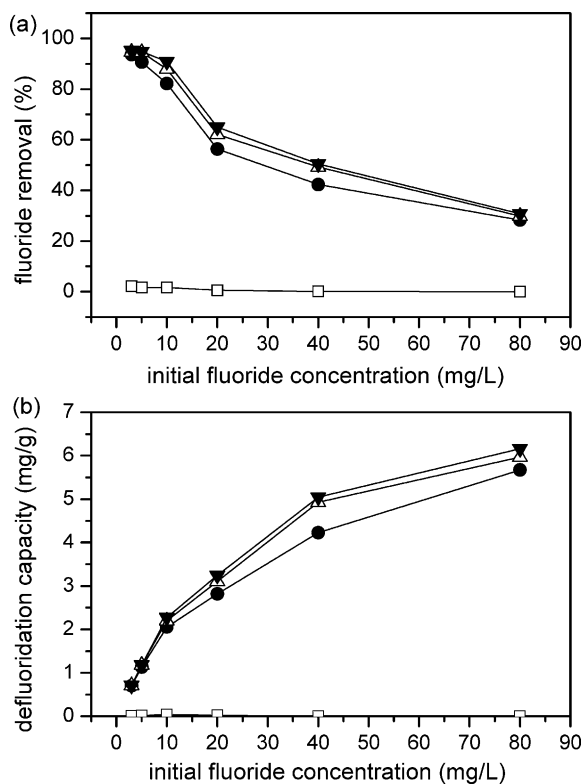 (a)
100
80
60
40
20
0
fluoride removal (%)
0 10 20 30 40 50 60 70 80 90
initial fluoride concentration (mg/L)
(b)
7
6
5
4
3
2
1
0
defluoridation capacity (mg/g)
0 10 20 30 40 50 60 70 80 90
initial fluoride concentration (mg/L)